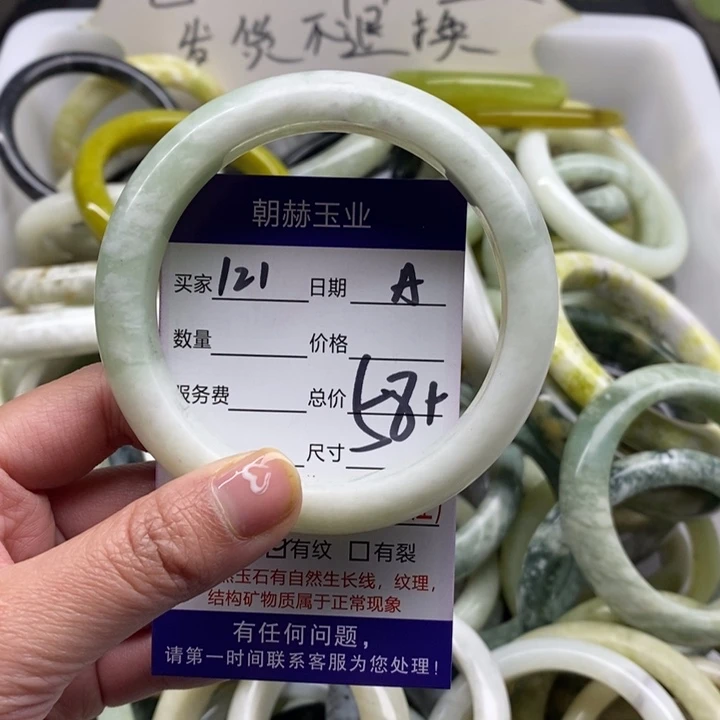 发货不退换
朝赫玉业
买家 121 日期 A
数量 价格
服务费 总价 58+
尺寸
有纹 □有裂
然玉石有自然生长线，纹理，
结构矿物质属于正常现象
有任何问题，
请第一时间联系客服为您处理！